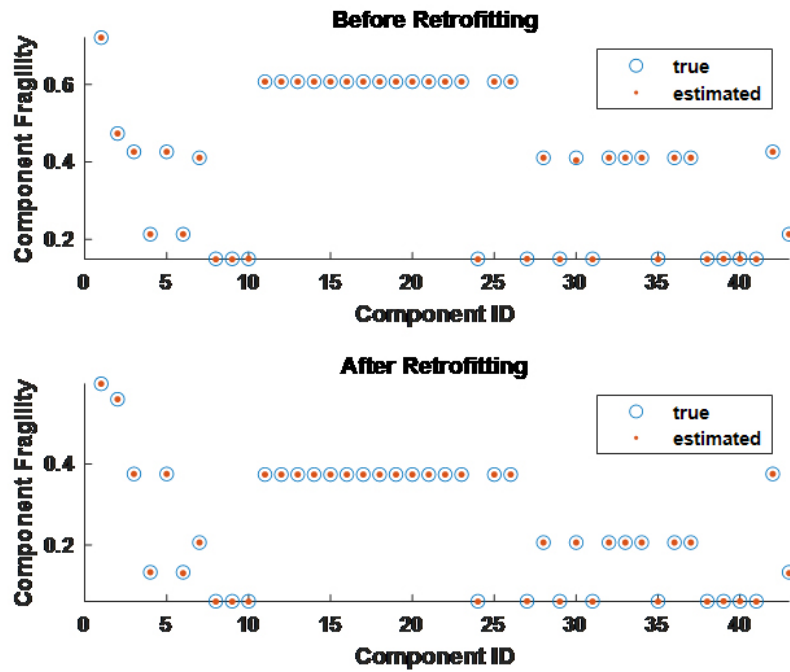 Before Retrofitting
true
estimated
Component Fragility
0.6
0.4
0.2
0 5 10 15 20 25 30 35 40
Component ID
After Retrofitting
true
estimated
Component Fragility
0.4
0.2
0 5 10 15 20 25 30 35 40
Component ID